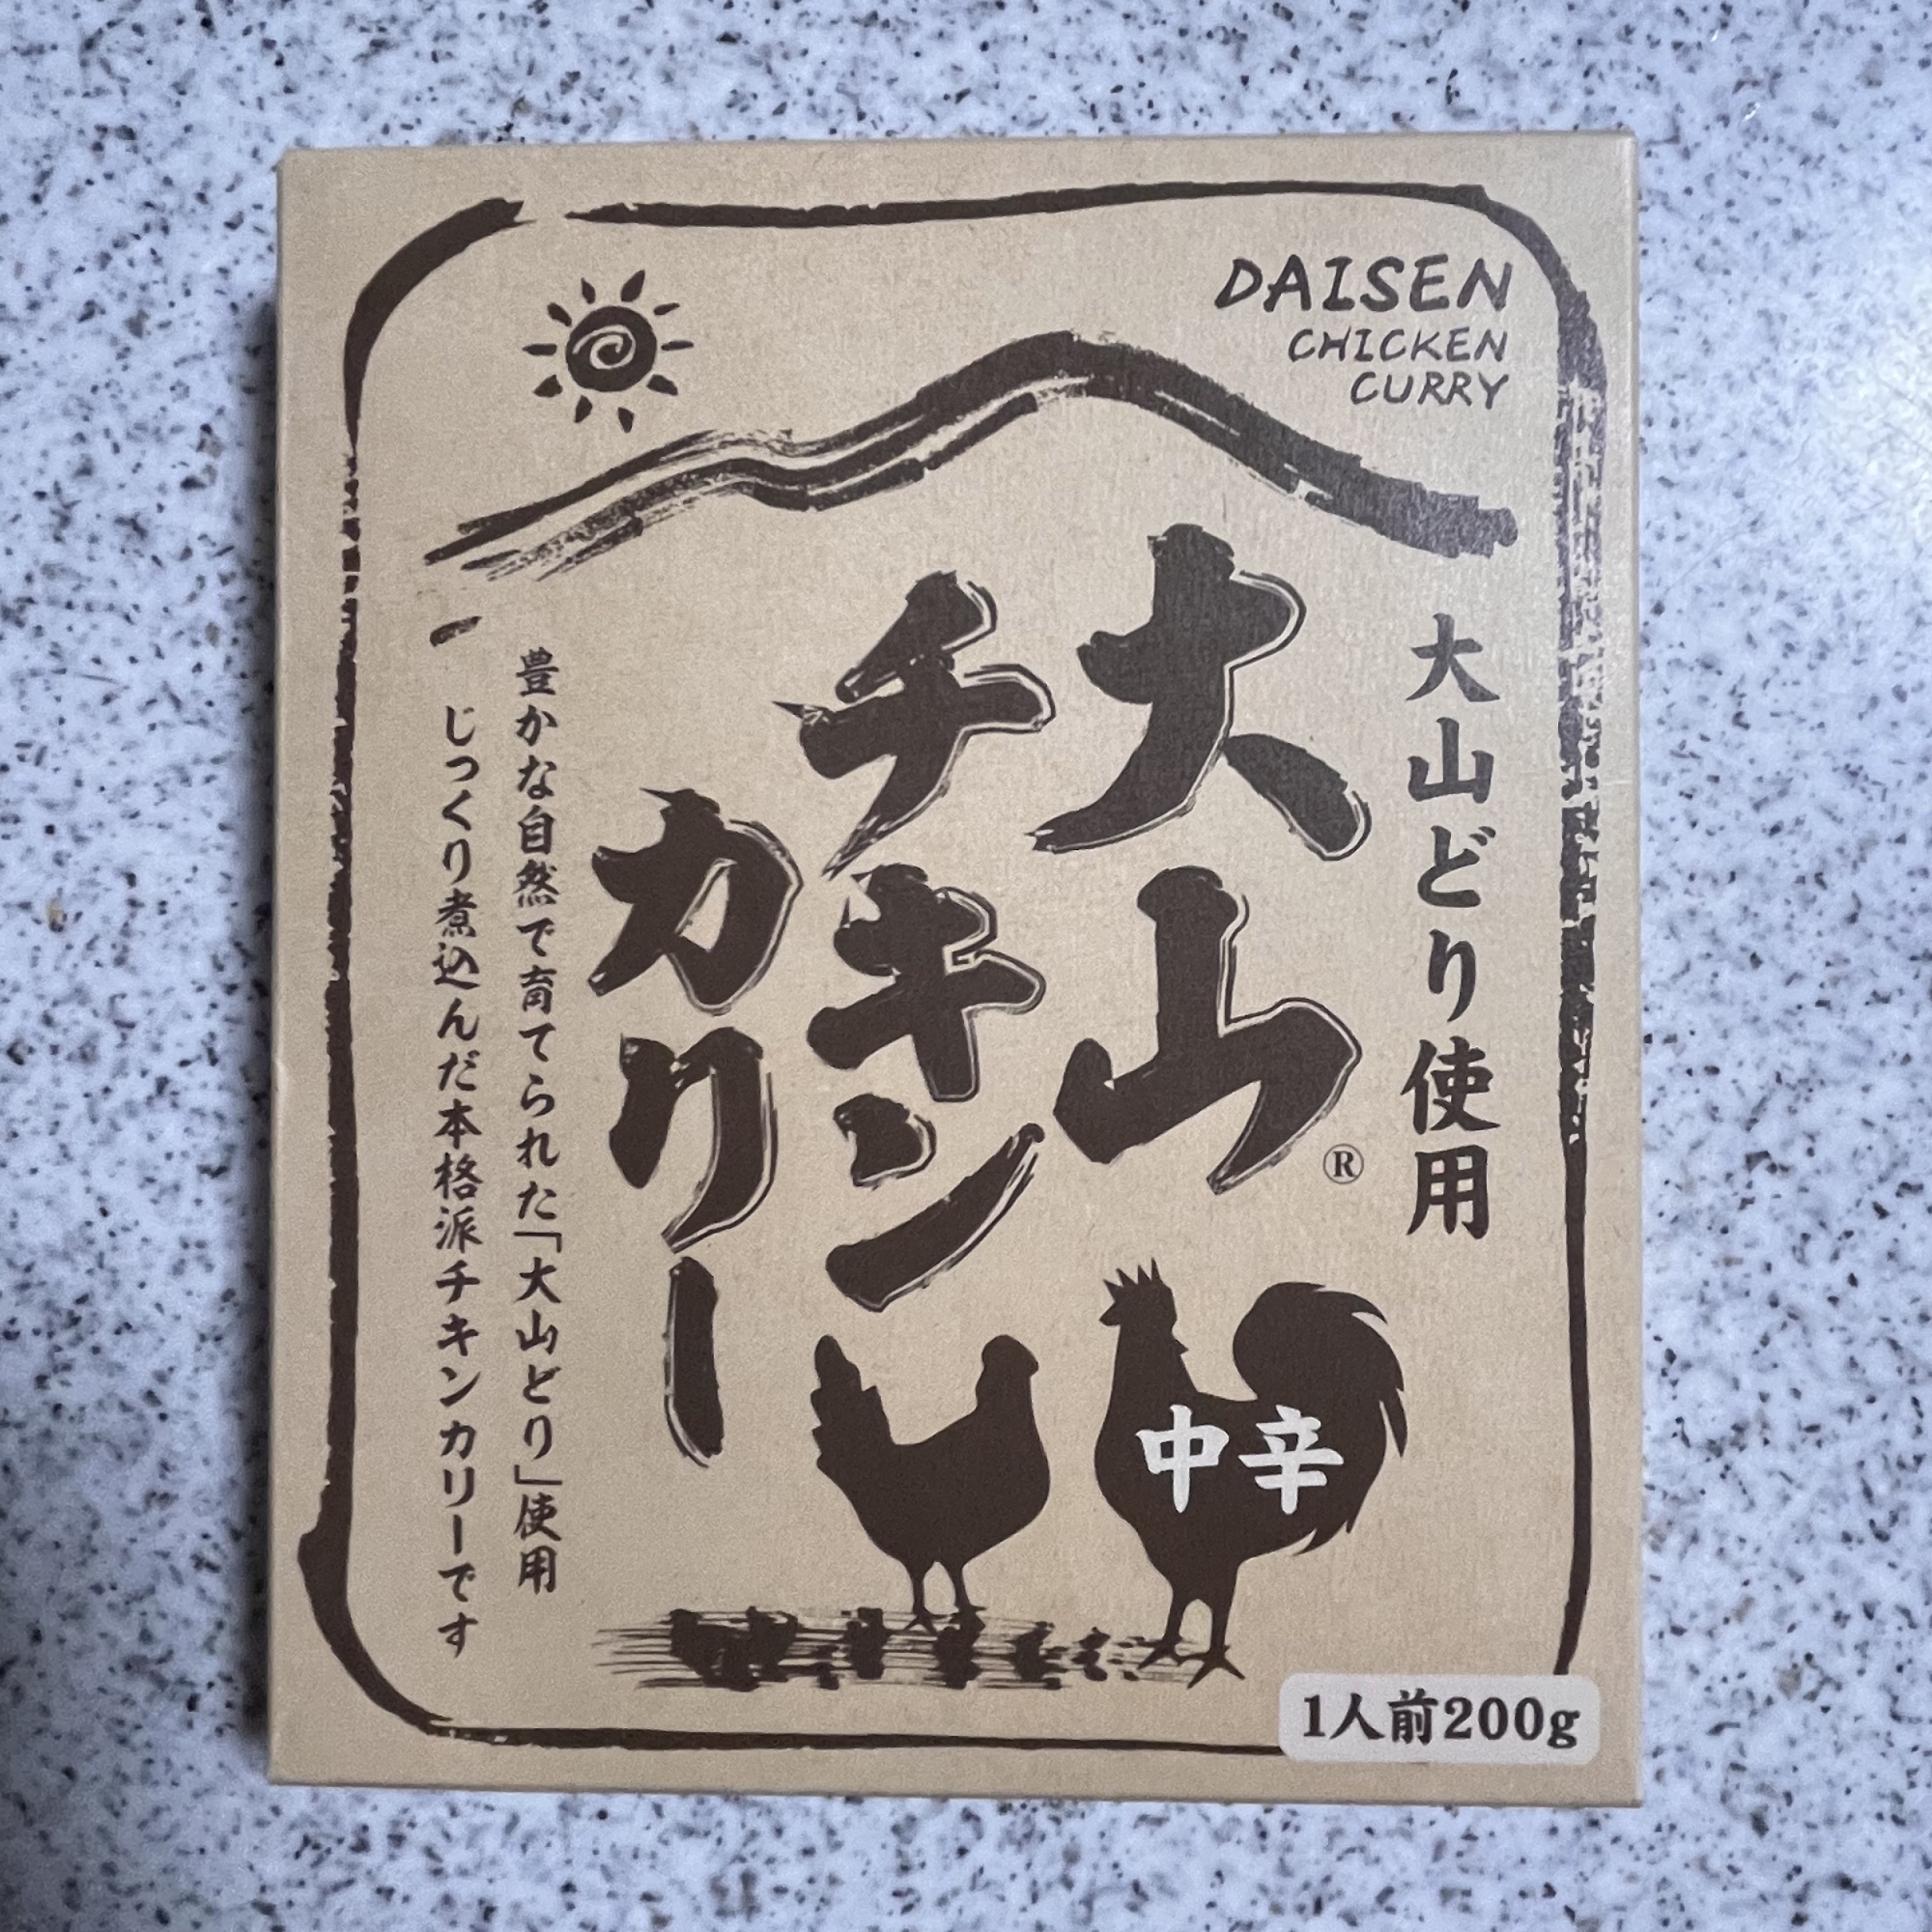 DAISEN
CHICKEN
CURRY
大山どり使用
大山®
チキン
カリー
豊かな自然で育てられた「大山どり」使用
じっくり煮込んだ本格派チキンカリーです
中辛
1人前200g